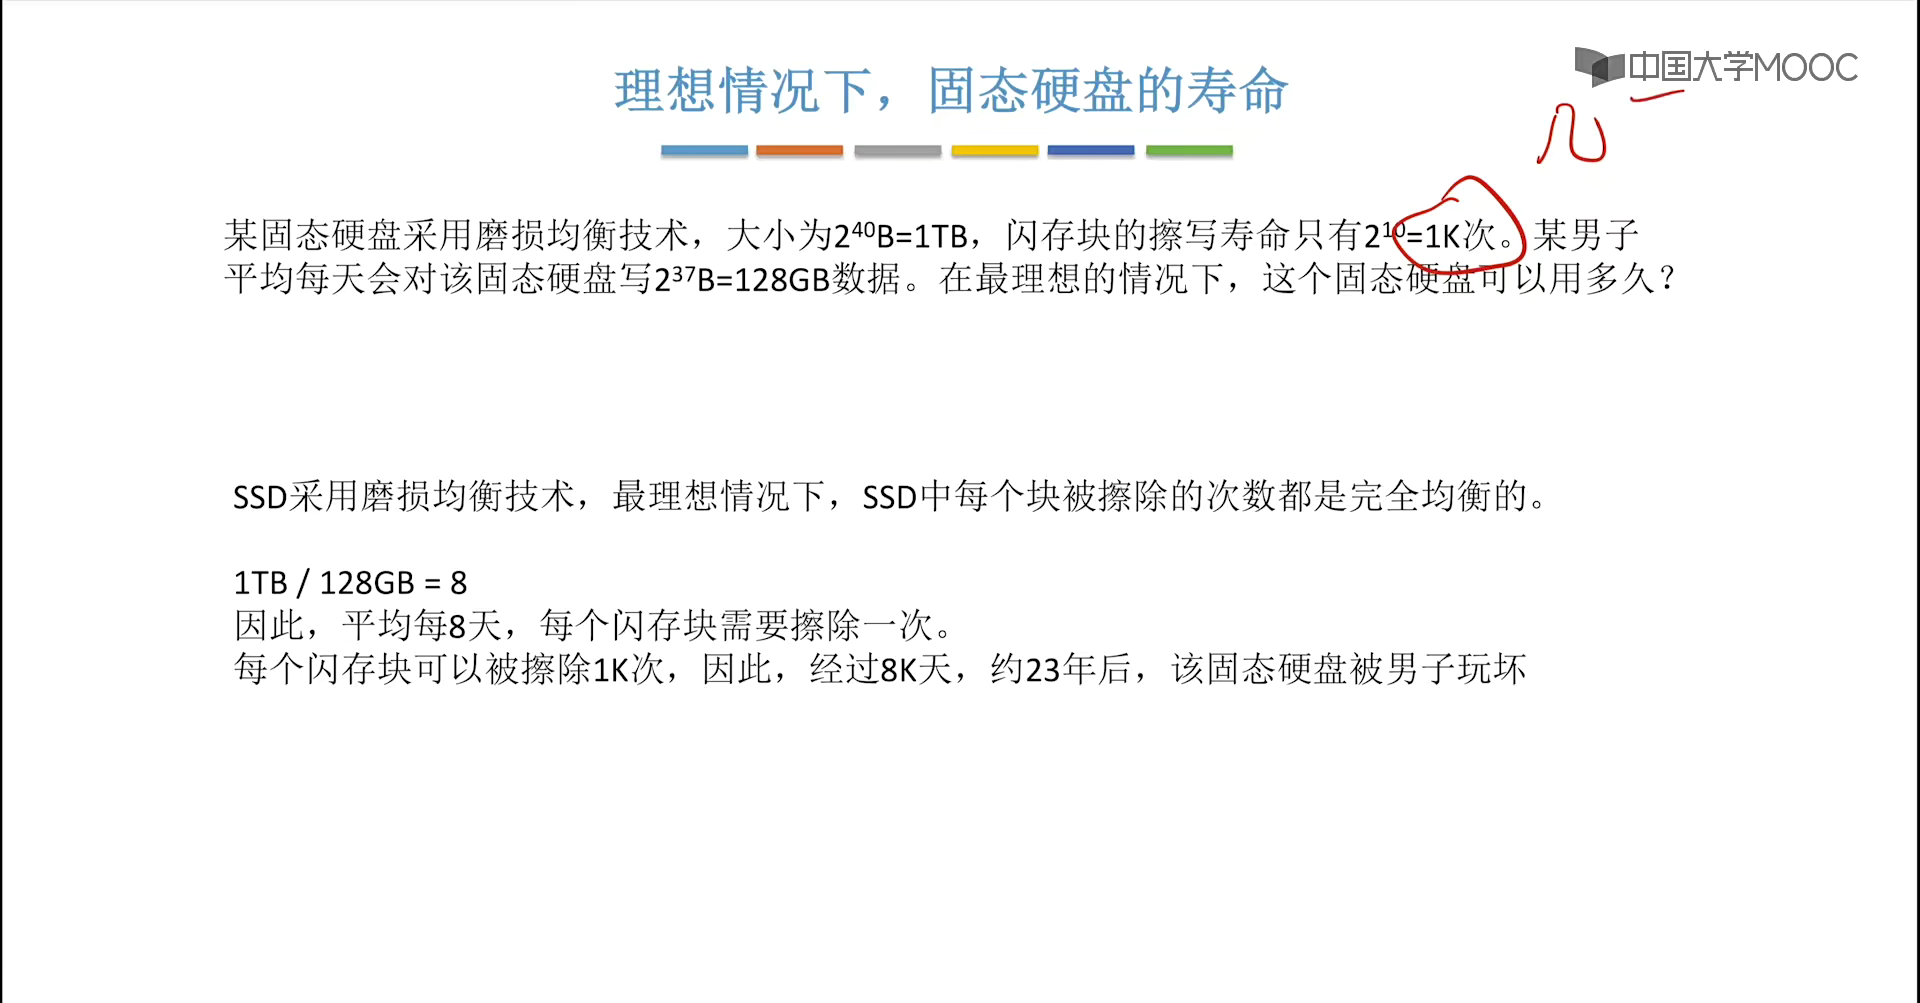 中国大学MOOC
理想情况下，固态硬盘的寿命
几
某固态硬盘采用磨损均衡技术，大小为2⁴⁰B=1TB，闪存块的擦写寿命只有2¹⁰=1K次。某男子
平均每天会对该固态硬盘写2³⁷B=128GB数据。在最理想的情况下，这个固态硬盘可以用多久？
SSD采用磨损均衡技术，最理想情况下，SSD中每个块被擦除的次数都是完全均衡的。
1TB / 128GB = 8
因此，平均每8天，每个闪存块需要擦除一次。
每个闪存块可以被擦除1K次，因此，经过8K天，约23年后，该固态硬盘被男子玩坏